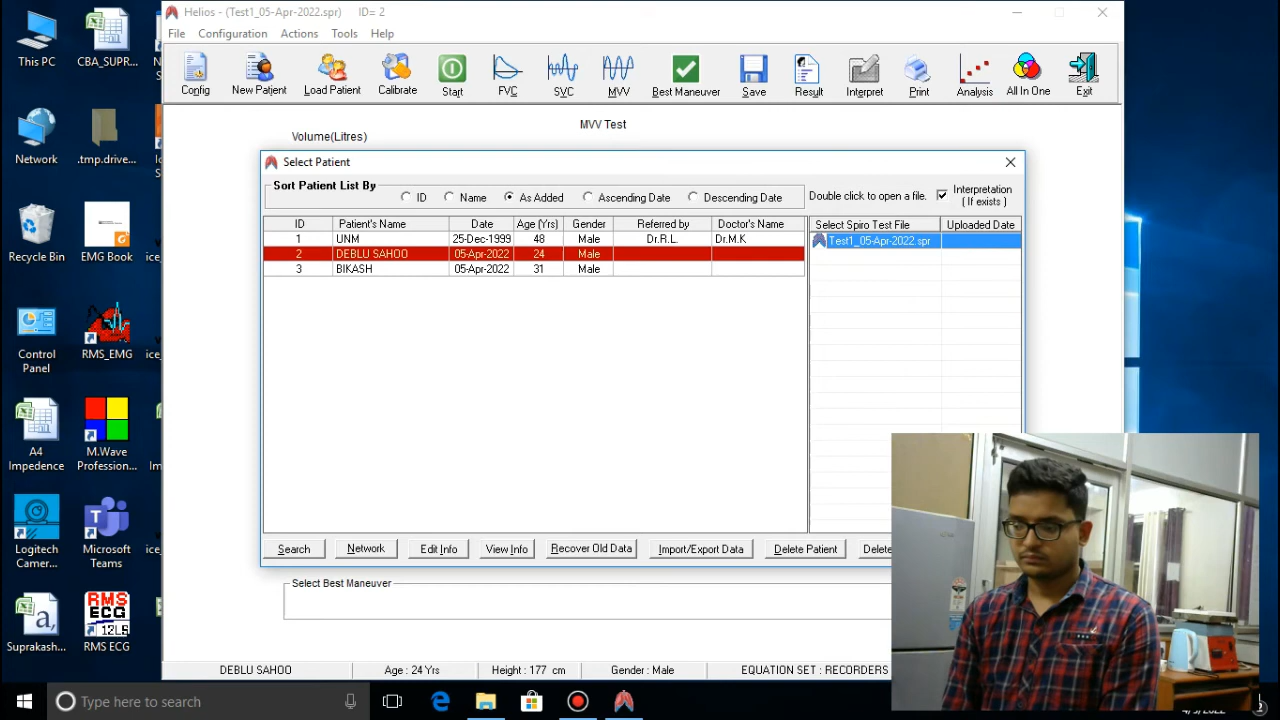 Helios - (Test1_05-Apr-2022.spr) ID= 2
File Configuration Actions Tools Help
Config New Patient Load Patient Calibrate Start FVC SVC MVV Best Maneuver Save Result Interpret Print Analysis All In One Exit
MVV Test
Volume(Litres)
Select Patient
Sort Patient List By
ID Name As Added Ascending Date Descending Date
Double click to open a file.
Interpretation
( If exists )
ID Patient's Name Date Age (Yrs) Gender Referred by Doctor's Name
1 UNM 25-Dec-1999 48 Male Dr.R.L. Dr.M.K
2 DEBLU SAHOO 05-Apr-2022 24 Male
3 BIKASH 05-Apr-2022 31 Male
Select Spiro Test File Uploaded Date
Test1_05-Apr-2022.spr
Search Network Edit Info View Info Recover Old Data Import/Export Data Delete Patient Delete
Select Best Maneuver
DEBLU SAHOO Age : 24 Yrs Height : 177 cm Gender : Male EQUATION SET : RECORDERS
This PC
CBA_SUPR...
Network
.tmp.drive...
Recycle Bin
EMG Book
Control
Panel
RMS_EMG
A4
Impedence
M.Wave
Profession...
Logitech
Camer...
Microsoft
Teams
Suprakash...
RMS
ECG
12LS
RMS ECG
Type here to search